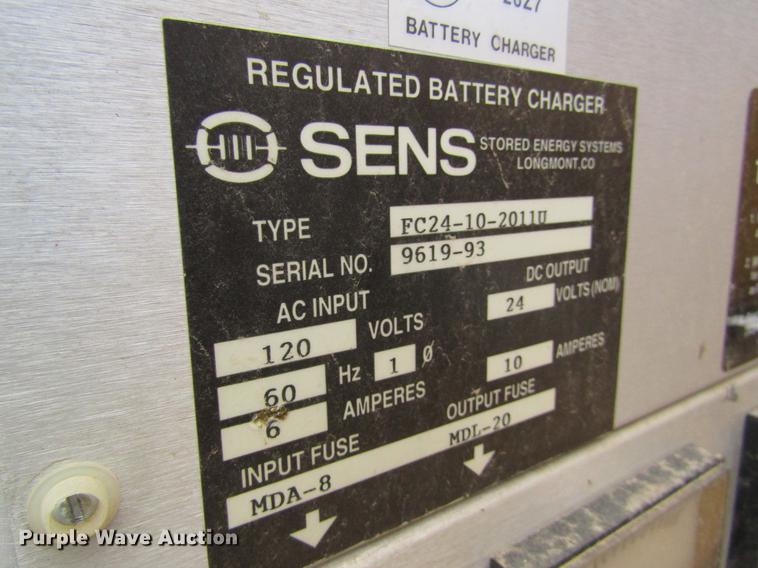 2627
BATTERY CHARGER
REGULATED BATTERY CHARGER
SENS STORED ENERGY SYSTEMS
LONGMONT, CO
TYPE FC24-10-2011U
SERIAL NO. 9619-93
AC INPUT
120 VOLTS
60 Hz 1 Ø
6 AMPERES
DC OUTPUT
24 VOLTS (NOM)
10 AMPERES
INPUT FUSE OUTPUT FUSE
MDA-8 MDL-20
Purple Wave Auction